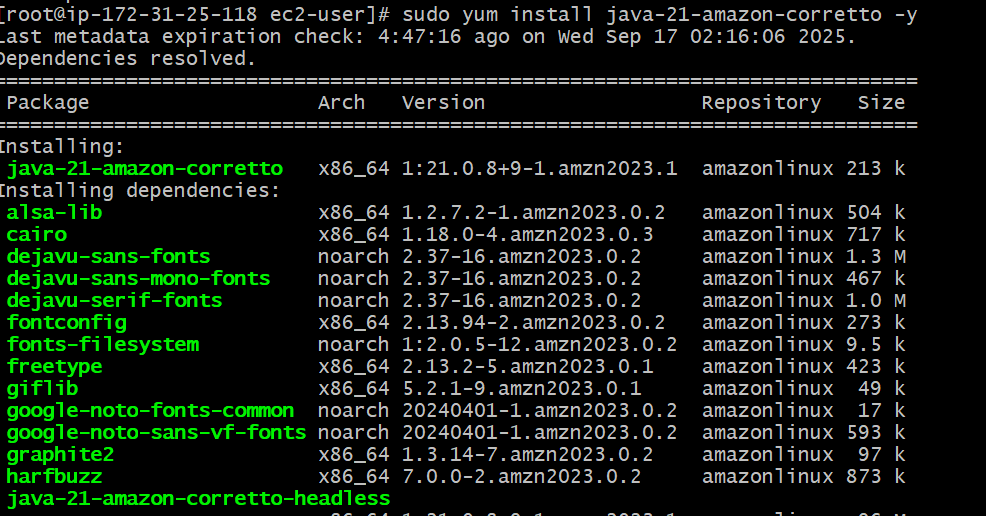 [root@ip-172-31-25-118 ec2-user]# sudo yum install java-21-amazon-corretto -y
Last metadata expiration check: 4:47:16 ago on Wed Sep 17 02:16:06 2025.
Dependencies resolved.
================================================================================
Package Arch Version Repository Size
================================================================================
Installing:
java-21-amazon-corretto x86_64 1:21.0.8+9-1.amzn2023.1 amazonlinux 213 k
Installing dependencies:
alsa-lib x86_64 1.2.7.2-1.amzn2023.0.2 amazonlinux 504 k
cairo x86_64 1.18.0-4.amzn2023.0.3 amazonlinux 717 k
dejavu-sans-fonts noarch 2.37-16.amzn2023.0.2 amazonlinux 1.3 M
dejavu-sans-mono-fonts noarch 2.37-16.amzn2023.0.2 amazonlinux 467 k
dejavu-serif-fonts noarch 2.37-16.amzn2023.0.2 amazonlinux 1.0 M
fontconfig x86_64 2.13.94-2.amzn2023.0.2 amazonlinux 273 k
fonts-filesystem noarch 1:2.0.5-12.amzn2023.0.2 amazonlinux 9.5 k
freetype x86_64 2.13.2-5.amzn2023.0.1 amazonlinux 423 k
giflib x86_64 5.2.1-9.amzn2023.0.1 amazonlinux 49 k
google-noto-fonts-common noarch 20240401-1.amzn2023.0.2 amazonlinux 17 k
google-noto-sans-vf-fonts noarch 20240401-1.amzn2023.0.2 amazonlinux 593 k
graphite2 x86_64 1.3.14-7.amzn2023.0.2 amazonlinux 97 k
harfbuzz x86_64 7.0.0-2.amzn2023.0.2 amazonlinux 873 k
java-21-amazon-corretto-headless